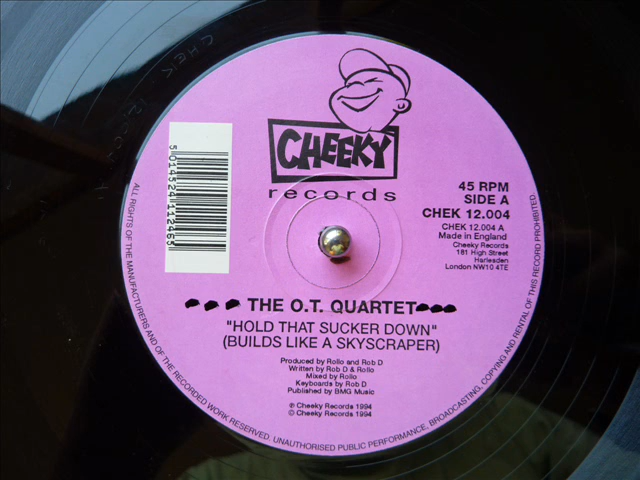 CHEEKY
records
5 014524 112465
45 RPM
SIDE A
CHEK 12.004
CHEK 12.004 A
Made in England
Cheeky Records
181 High Street
Harlesden
London NW10 4TE
THE O.T. QUARTET
"HOLD THAT SUCKER DOWN"
(BUILDS LIKE A SKYSCRAPER)
Produced by Rollo and Rob D
Written by Rob D & Rollo
Mixed by Rollo
Keyboards by Rob D
Published by BMG Music
℗ Cheeky Records 1994
© Cheeky Records 1994
ALL RIGHTS OF THE MANUFACTURERS AND OF THE RECORDED WORK RESERVED. UNAUTHORISED PUBLIC PERFORMANCE, BROADCASTING, COPYING AND RENTAL OF THIS RECORD PROHIBITED